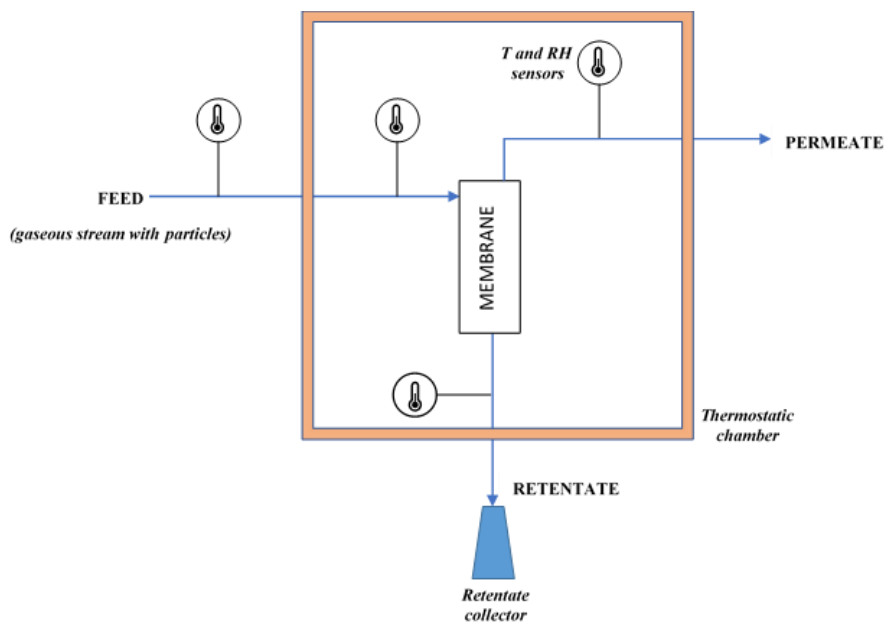 T and RH
sensors
PERMEATE
FEED
(gaseous stream with particles)
MEMBRANE
Thermostatic
chamber
RETENTATE
Retentate
collector